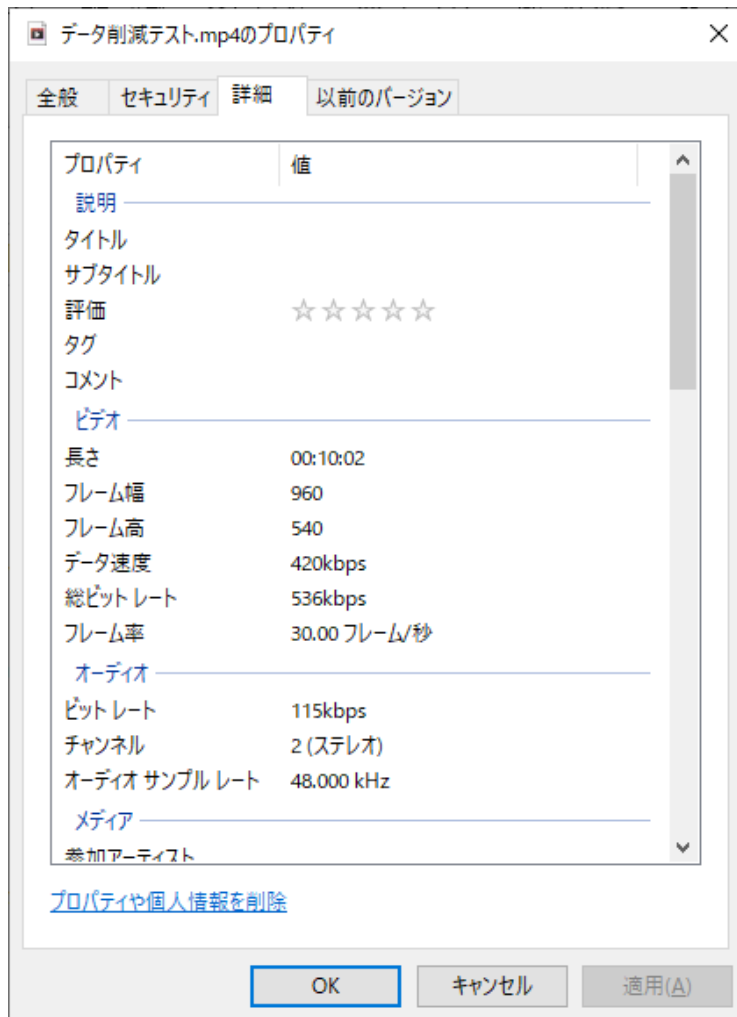 データ削減テスト.mp4のプロパティ
全般 セキュリティ 詳細 以前のバージョン
プロパティ 値
説明
タイトル
サブタイトル
評価 ☆☆☆☆☆
タグ
コメント
ビデオ
長さ 00:10:02
フレーム幅 960
フレーム高 540
データ速度 420kbps
総ビット レート 536kbps
フレーム率 30.00 フレーム/秒
オーディオ
ビット レート 115kbps
チャンネル 2 (ステレオ)
オーディオ サンプル レート 48.000 kHz
メディア
参加アーティスト
プロパティや個人情報を削除
OK キャンセル 適用(A)